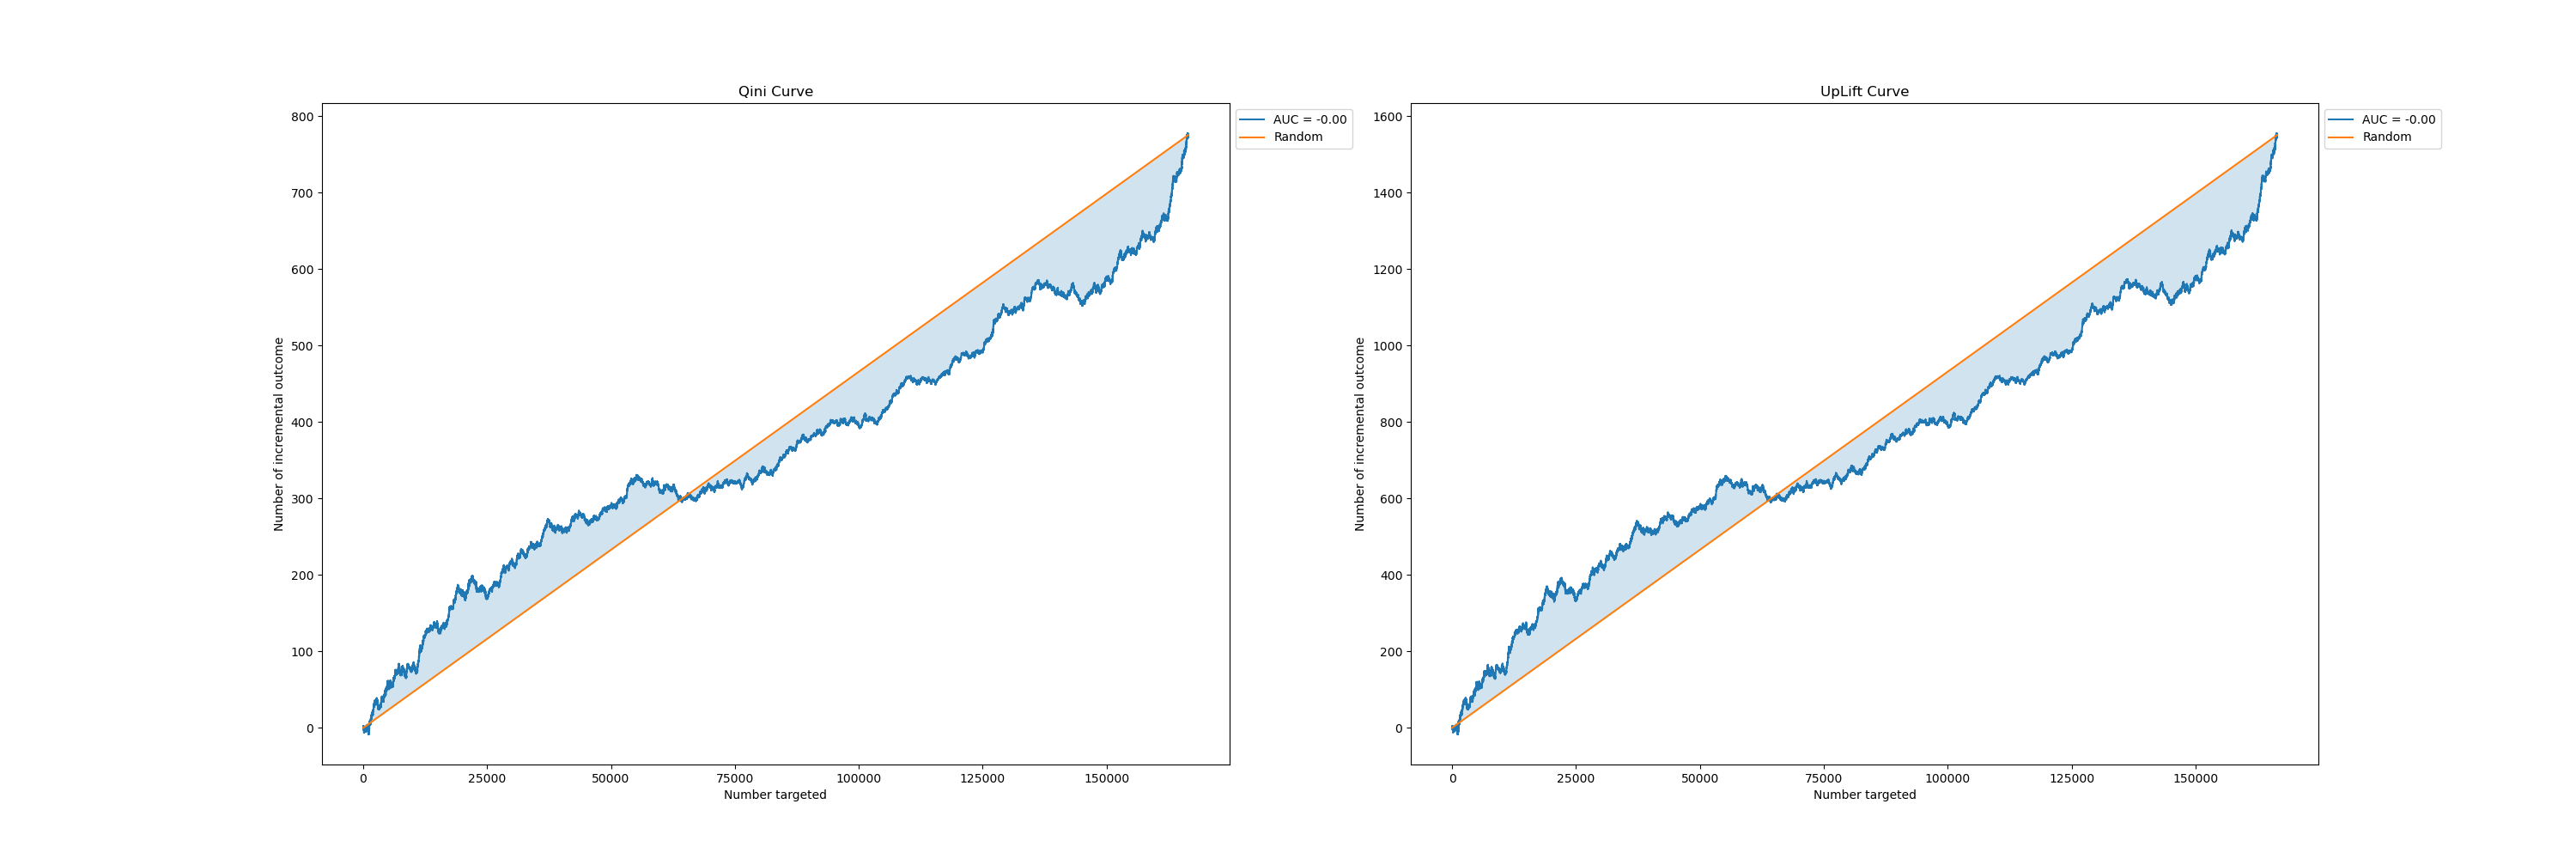 Qini Curve
800
700
600
500
400
300
200
100
0
Number of incremental outcome
0 25000 50000 75000 100000 125000 150000
Number targeted
AUC = -0.00
Random
UpLift Curve
1600
1400
1200
1000
800
600
400
200
0
Number of incremental outcome
0 25000 50000 75000 100000 125000 150000
Number targeted
AUC = -0.00
Random